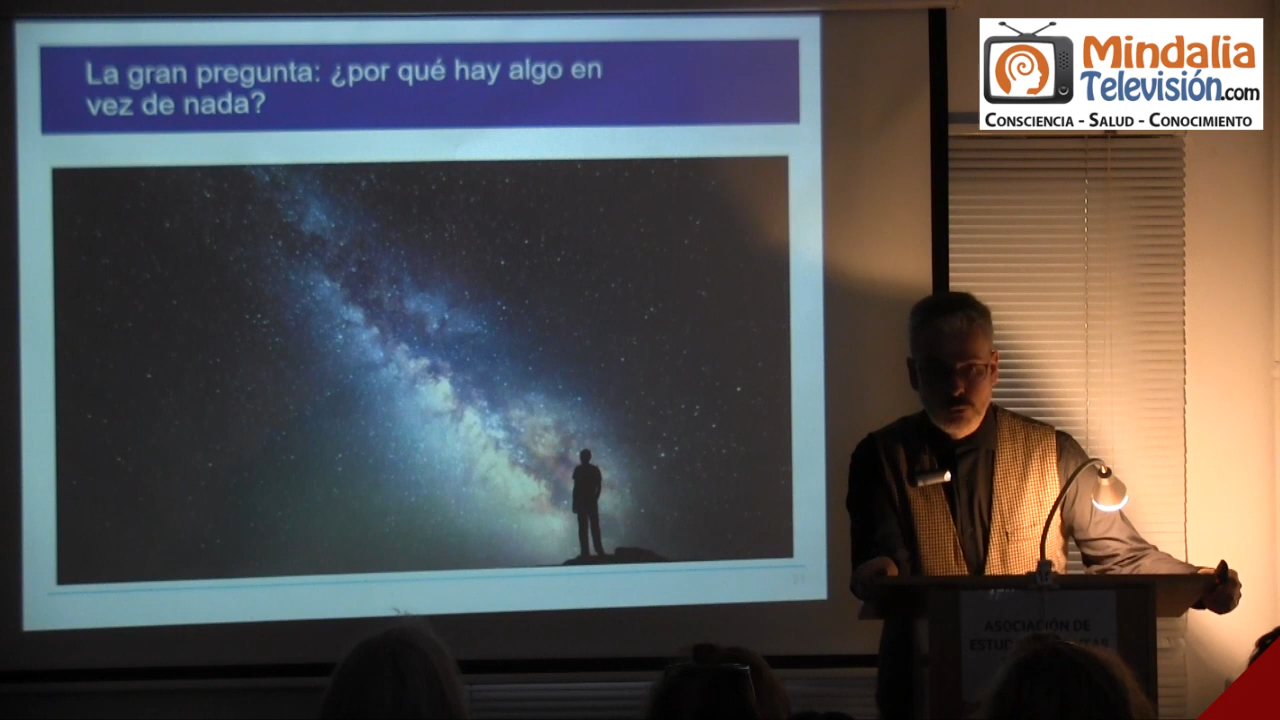 La gran pregunta: ¿por qué hay algo en
vez de nada?
Mindalia
Televisión.com
CONSCIENCIA - SALUD - CONOCIMIENTO
21
ASOCIACIÓN DE